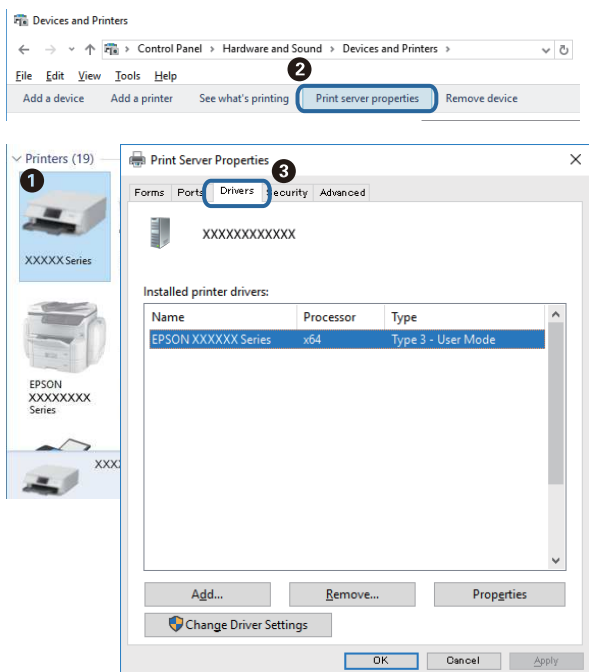 Devices and Printers
Control Panel > Hardware and Sound > Devices and Printers >
2
File Edit View Tools Help
Add a device Add a printer See what's printing Print server properties Remove device
Printers (19)
1
XXXXX Series
EPSON
XXXXXXXX
Series
XXX
Print Server Properties
3
Forms Ports Drivers Security Advanced
XXXXXXXXXXXX
Installed printer drivers:
Name Processor Type
EPSON XXXXXX Series x64 Type 3 - User Mode
Add... Remove... Properties
Change Driver Settings
OK Cancel Apply